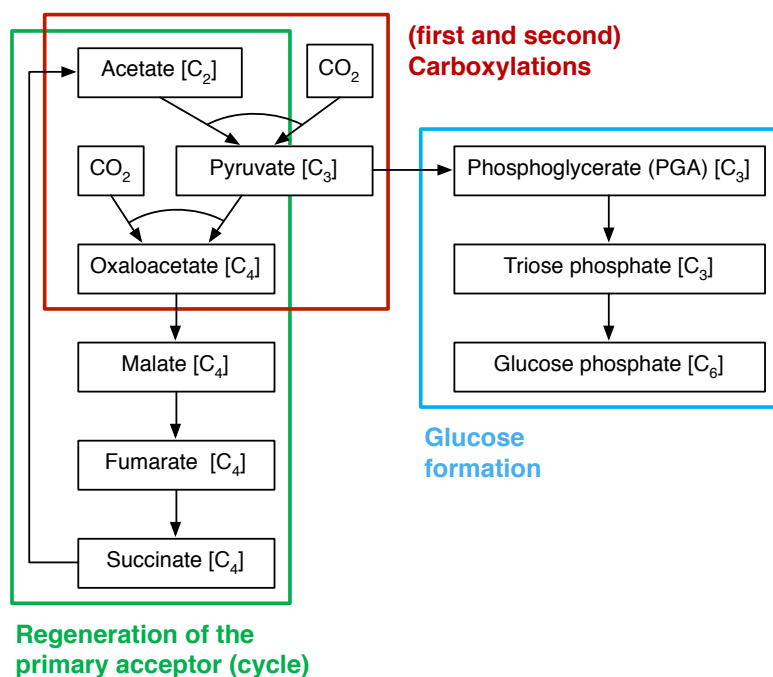 (first and second)
Carboxylations
Acetate [C₂]
CO₂
CO₂
Pyruvate [C₃]
Phosphoglycerate (PGA) [C₃]
Oxaloacetate [C₄]
Triose phosphate [C₃]
Malate [C₄]
Glucose phosphate [C₆]
Glucose
formation
Fumarate [C₄]
Succinate [C₄]
Regeneration of the
primary acceptor (cycle)